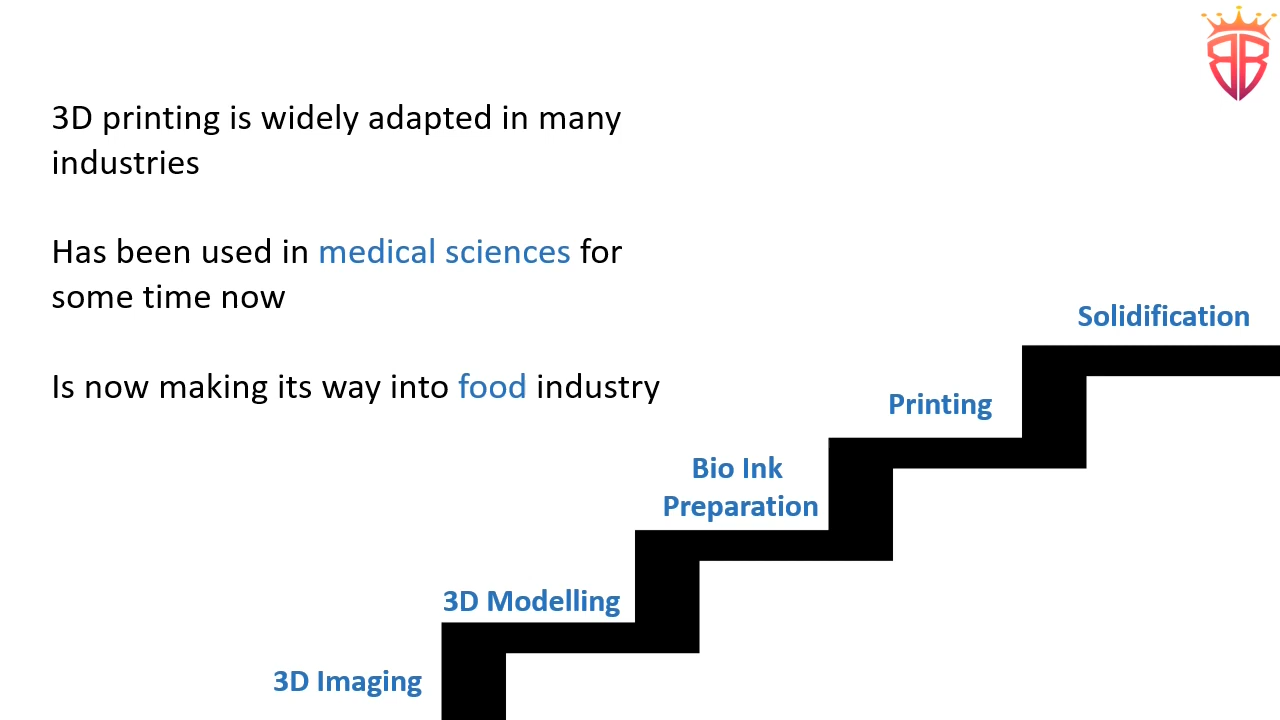 3D printing is widely adapted in many
industries
Has been used in medical sciences for
some time now
Is now making its way into food industry
Solidification
Printing
Bio Ink
Preparation
3D Modelling
3D Imaging